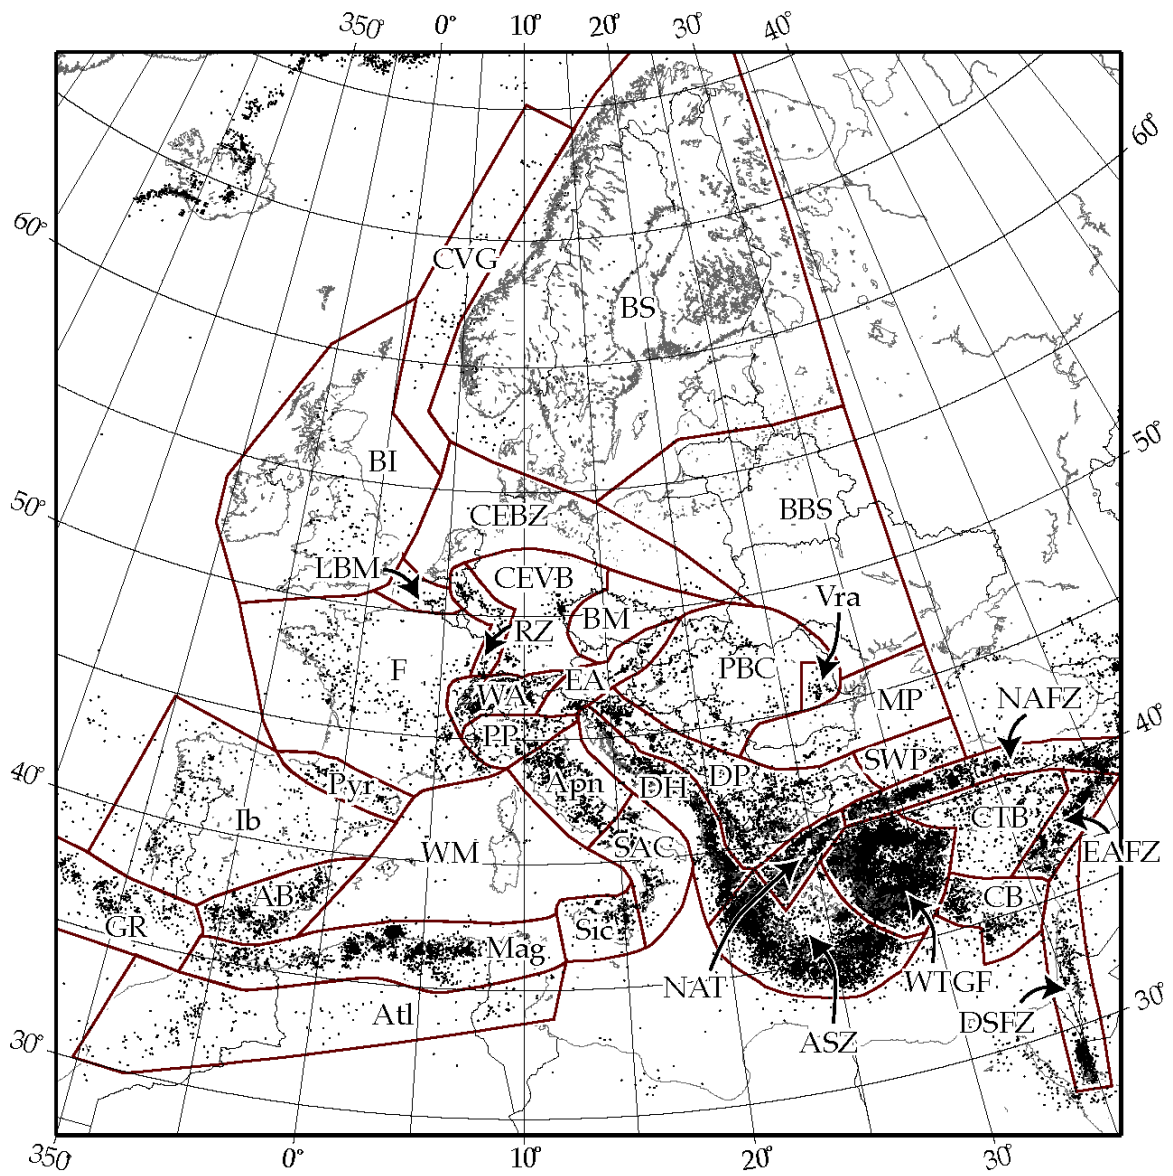 350° 0° 10° 20° 30° 40°
60°
60°
CVG
BS
50°
BI
50°
CEBZ
BBS
LBM
CEVB
Vra
BM
RZ
F
EA
PBC
WA
MP
NAFZ
40°
PP
SWP
40°
Pyr
Apn
DH
DP
Ib
CTB
WM
SAC
EAFZ
AB
CB
GR
Sic
Mag
NAT
WTGF
30°
Atl
DSFZ
ASZ
30°
350° 0° 10° 20° 30°